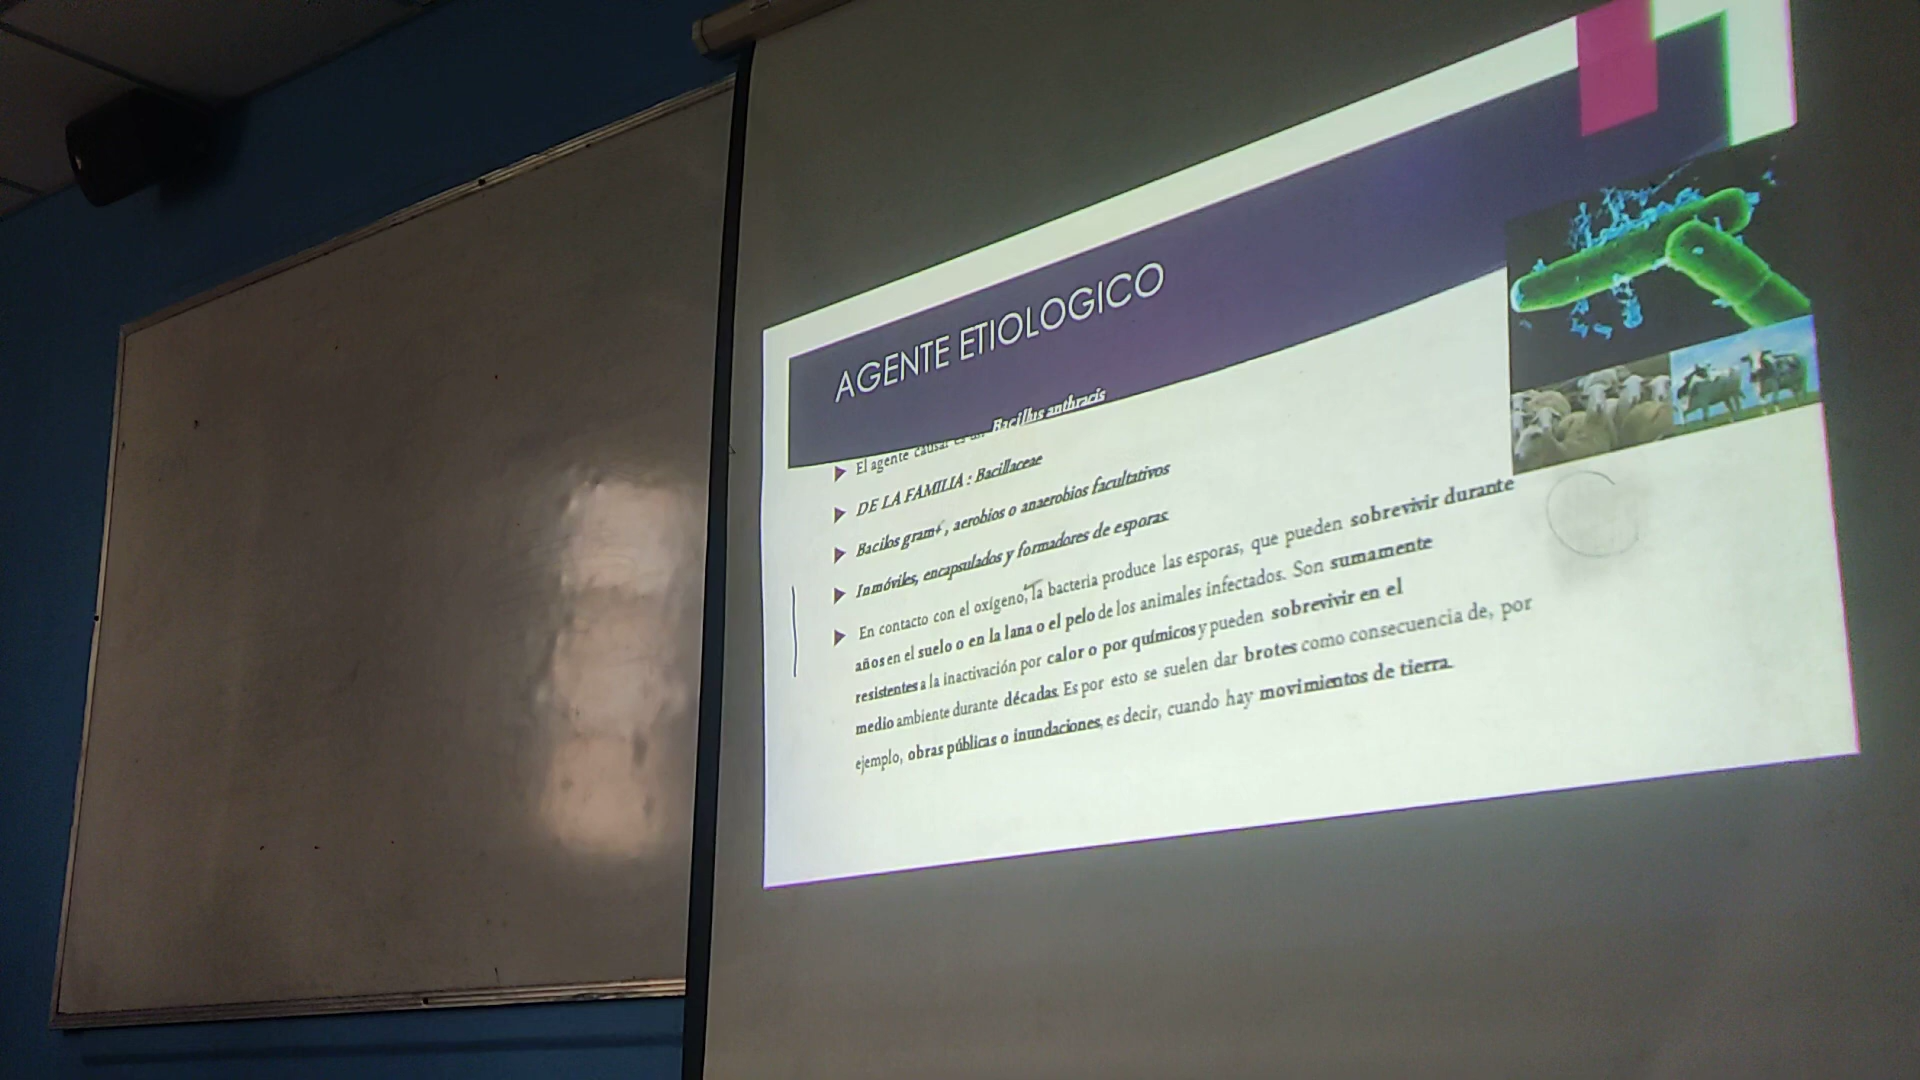 AGENTE ETIOLOGICO
El agente causal es un Bacillus anthracis
DE LA FAMILIA : Bacillaceae
Bacilos gram+, aerobios o anaerobios facultativos
Inmóviles, encapsulados y formadores de esporas.
En contacto con el oxígeno, la bacteria produce las esporas, que pueden sobrevivir durante
años en el suelo o en la lana o el pelo de los animales infectados. Son sumamente
resistentes a la inactivación por calor o por químicos y pueden sobrevivir en el
medio ambiente durante décadas. Es por esto se suelen dar brotes como consecuencia de, por
ejemplo, obras públicas o inundaciones, es decir, cuando hay movimientos de tierra.